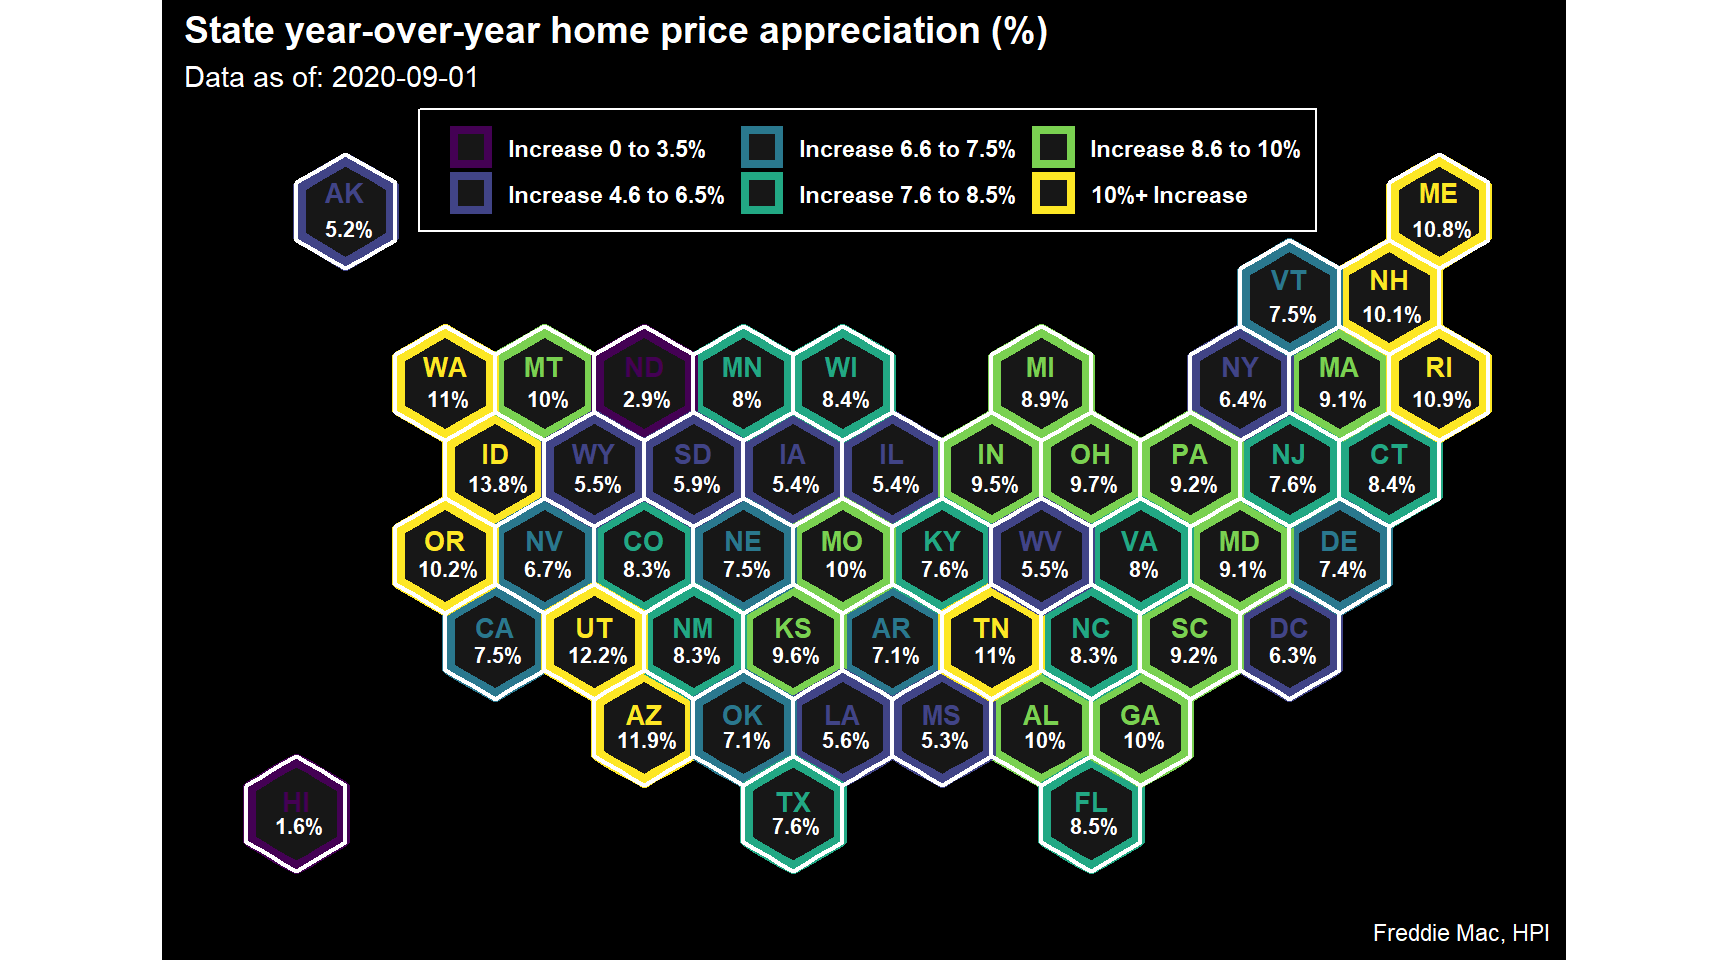 State year-over-year home price appreciation (%)
Data as of: 2020-09-01
Increase 0 to 3.5% Increase 6.6 to 7.5% Increase 8.6 to 10%
Increase 4.6 to 6.5% Increase 7.6 to 8.5% 10%+ Increase
AK ME
5.2% 10.8%
VT NH
7.5% 10.1%
WA MT ND MN WI MI NY MA RI
11% 10% 2.9% 8% 8.4% 8.9% 6.4% 9.1% 10.9%
ID WY SD IA IL IN OH PA NJ CT
13.8% 5.5% 5.9% 5.4% 5.4% 9.5% 9.7% 9.2% 7.6% 8.4%
OR NV CO NE MO KY WV VA MD DE
10.2% 6.7% 8.3% 7.5% 10% 7.6% 5.5% 8% 9.1% 7.4%
CA UT NM KS AR TN NC SC DC
7.5% 12.2% 8.3% 9.6% 7.1% 11% 8.3% 9.2% 6.3%
AZ OK LA MS AL GA
11.9% 7.1% 5.6% 5.3% 10% 10%
HI TX FL
1.6% 7.6% 8.5%
Freddie Mac, HPI